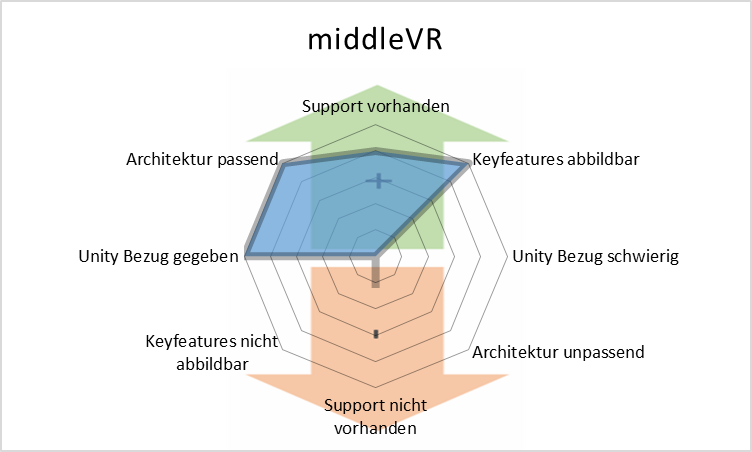 middleVR
Support vorhanden
Architektur passend
Keyfeatures abbildbar
+
Unity Bezug gegeben
Unity Bezug schwierig
-
Keyfeatures nicht
abbildbar
Architektur unpassend
Support nicht
vorhanden